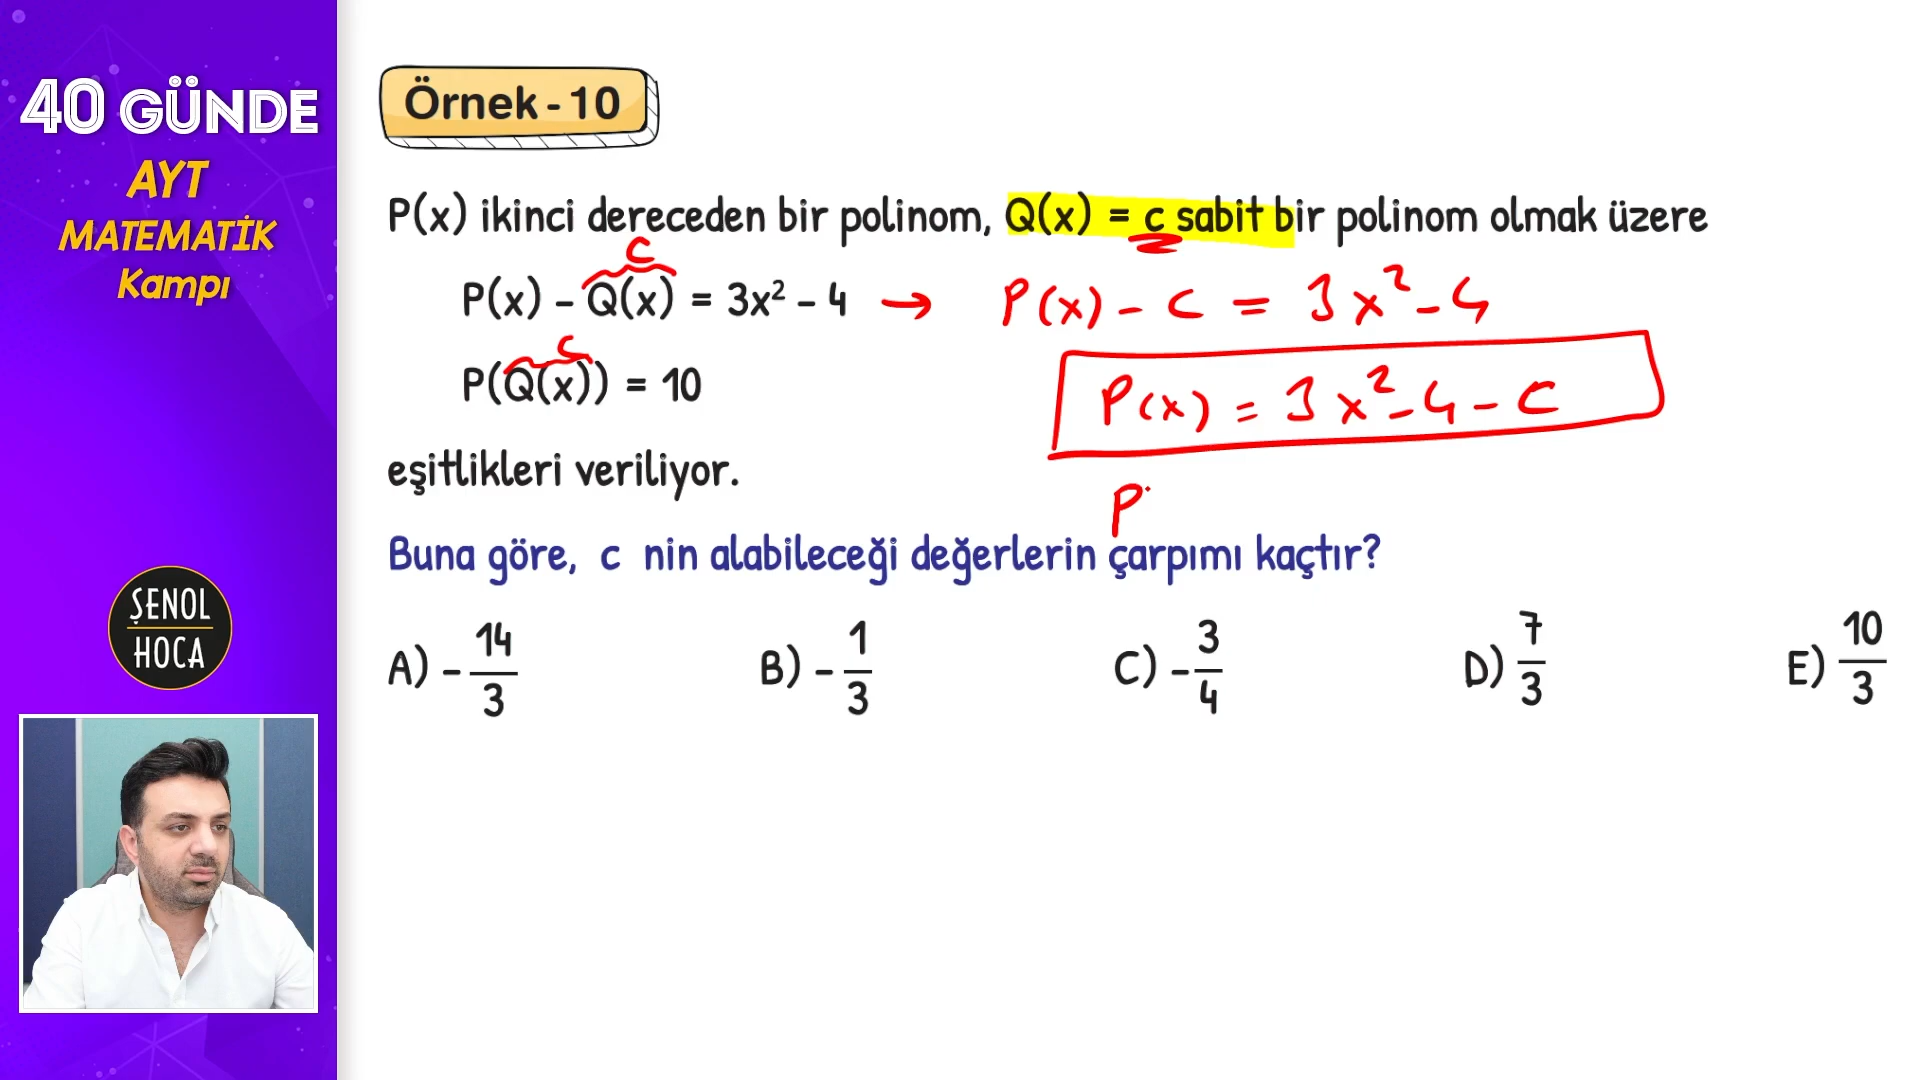 40 GÜNDE
AYT
MATEMATİK
Kampı
ŞENOL
HOCA
Örnek - 10
P(x) ikinci dereceden bir polinom, Q(x) = c sabit bir polinom olmak üzere
c
P(x) – Q(x) = 3x² – 4 → P(x) - c = 3x² - 4
c
P(Q(x)) = 10
P(x) = 3x² - 4 - c
eşitlikleri veriliyor.
P
Buna göre, c nin alabileceği değerlerin çarpımı kaçtır?
A) - 14/3 B) - 1/3 C) - 3/4 D) 7/3 E) 10/3